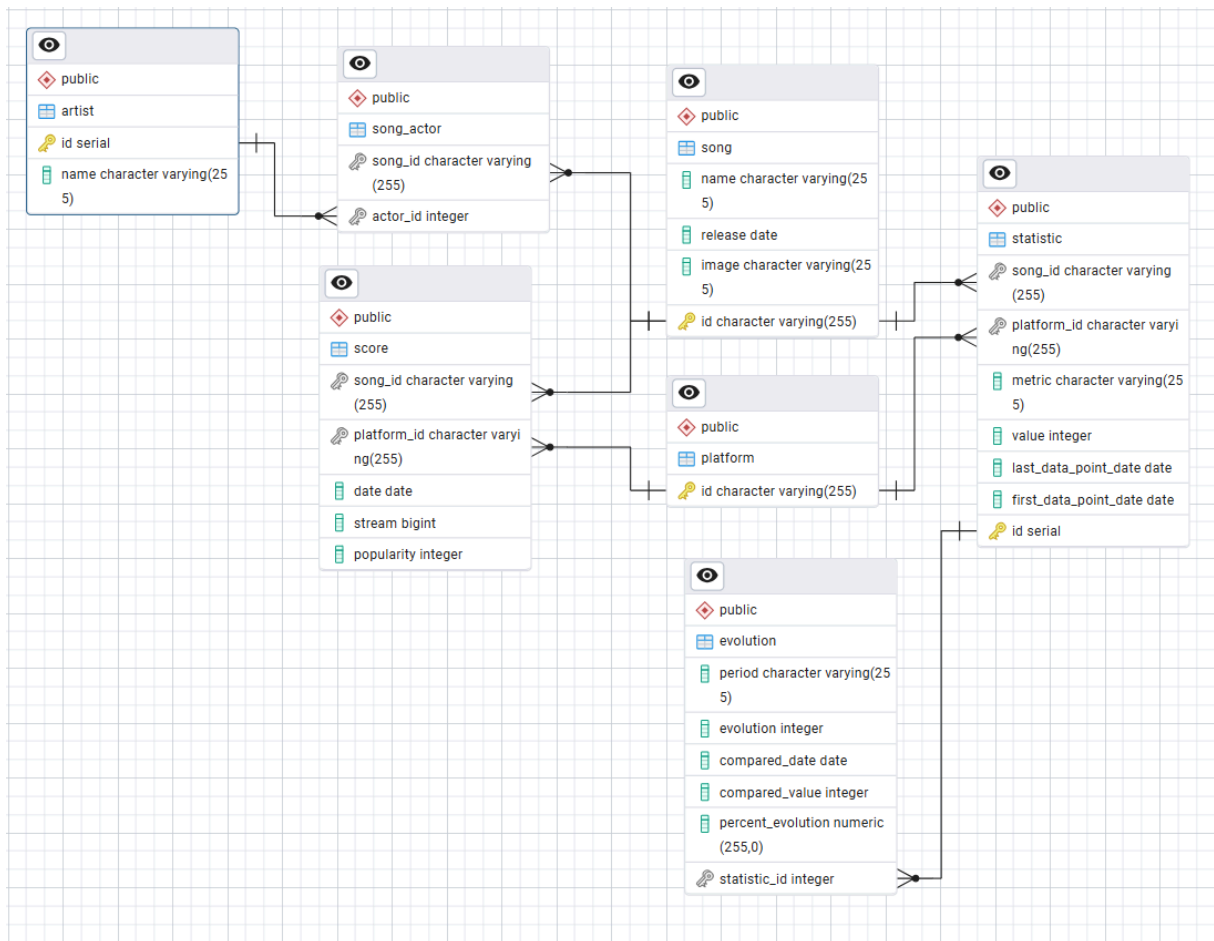 public
artist
id serial
name character varying(25
5)
public
song_actor
song_id character varying
(255)
actor_id integer
public
score
song_id character varying
(255)
platform_id character varyi
ng(255)
date date
stream bigint
popularity integer
public
song
name character varying(25
5)
release date
image character varying(25
5)
id character varying(255)
public
platform
id character varying(255)
public
evolution
period character varying(25
5)
evolution integer
compared_date date
compared_value integer
percent_evolution numeric
(255,0)
statistic_id integer
public
statistic
song_id character varying
(255)
platform_id character varyi
ng(255)
metric character varying(25
5)
value integer
last_data_point_date date
first_data_point_date date
id serial